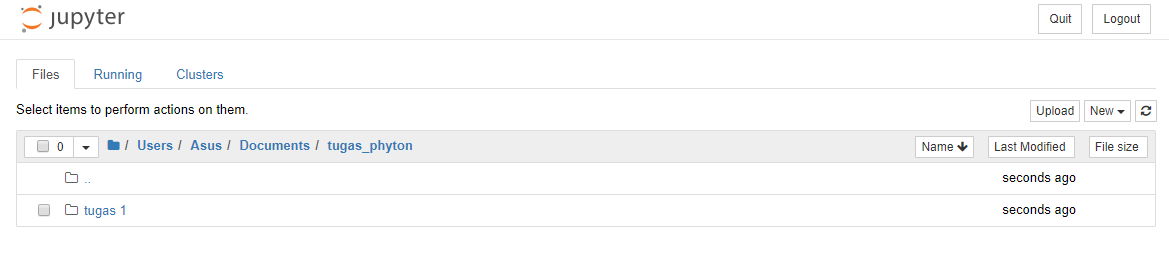 jupyter Quit Logout
Files Running Clusters
Select items to perform actions on them. Upload New
0 / Users / Asus / Documents / tugas_phyton Name Last Modified File size
.. seconds ago
tugas 1 seconds ago